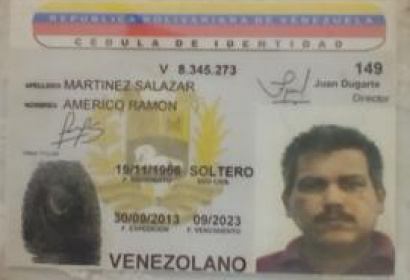 REPUBLICA BOLIVARIANA DE VENEZUELA
CEDULA DE IDENTIDAD
V 8.345.273
149
APELLIDOS MARTINEZ SALAZAR
Juan Dugarte
Director
NOMBRES AMERICO RAMON
19/11/1966 SOLTERO
F. NACIMIENTO EDO CIVIL
30/09/2013 09/2023
F. EXPEDICION F. VENCIMIENTO
VENEZOLANO